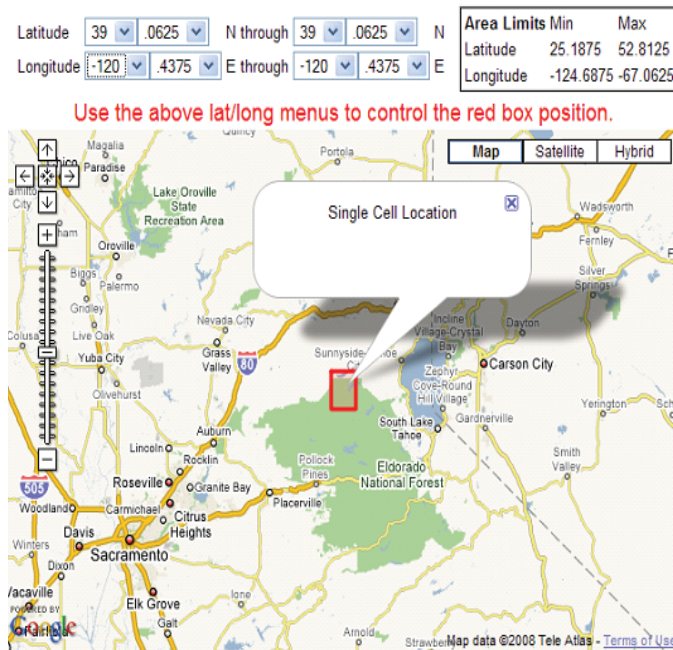 Latitude 39 .0625 N through 39 .0625 N
Longitude -120 .4375 E through -120 .4375 E
Area Limits Min Max
Latitude 25.1875 52.8125
Longitude -124.6875 -67.0625
Use the above lat/long menus to control the red box position.
Map Satellite Hybrid
Quincy
Magalia
Portola
Paradise
Lake Oroville
State
Recreation Area
Single Cell Location
Wadsworth
City
Fernley
Oroville
Silver
Springs
Biggs
Palermo
Gridley
Nevada City
Incline
Village-Crystal
Bay
Dayton
Colusa
Live Oak
Yuba City
Grass
Valley
80
Carson City
Zephyr
Cove-Round
Hill Village
Olivehurst
Yerington
Gardnerville
South Lake
Tahoe
Auburn
Lincoln
Rocklin
Pollock
Pines
Eldorado
National Forest
Smith
Valley
Roseville
Granite Bay
505
Woodland
Carmichael
Citrus
Heights
Placerville
Davis
Sacramento
Winters
Dixon
Vacaville
Elk Grove
Ione
POWERED BY
Google
Fairfield
Galt
Arnold
Map data ©2008 Tele Atlas - Terms of Use